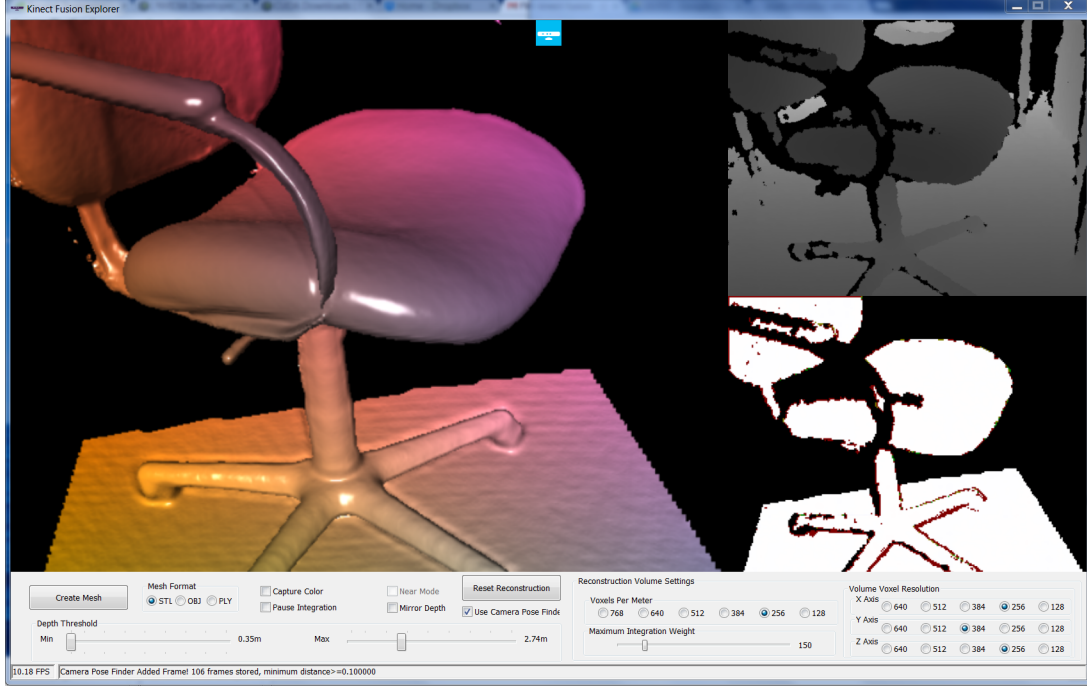 Kinect Fusion Explorer
Create Mesh
Mesh Format
STL OBJ PLY
Capture Color
Pause Integration
Near Mode
Mirror Depth
Reset Reconstruction
Use Camera Pose Finde
Depth Threshold
Min 0.35m Max 2.74m
Reconstruction Volume Settings
Voxels Per Meter
768 640 512 384 256 128
Maximum Integration Weight
150
Volume Voxel Resolution
X Axis
640 512 384 256 128
Y Axis
640 512 384 256 128
Z Axis
640 512 384 256 128
10.18 FPS Camera Pose Finder Added Frame! 106 frames stored, minimum distance>=0.100000